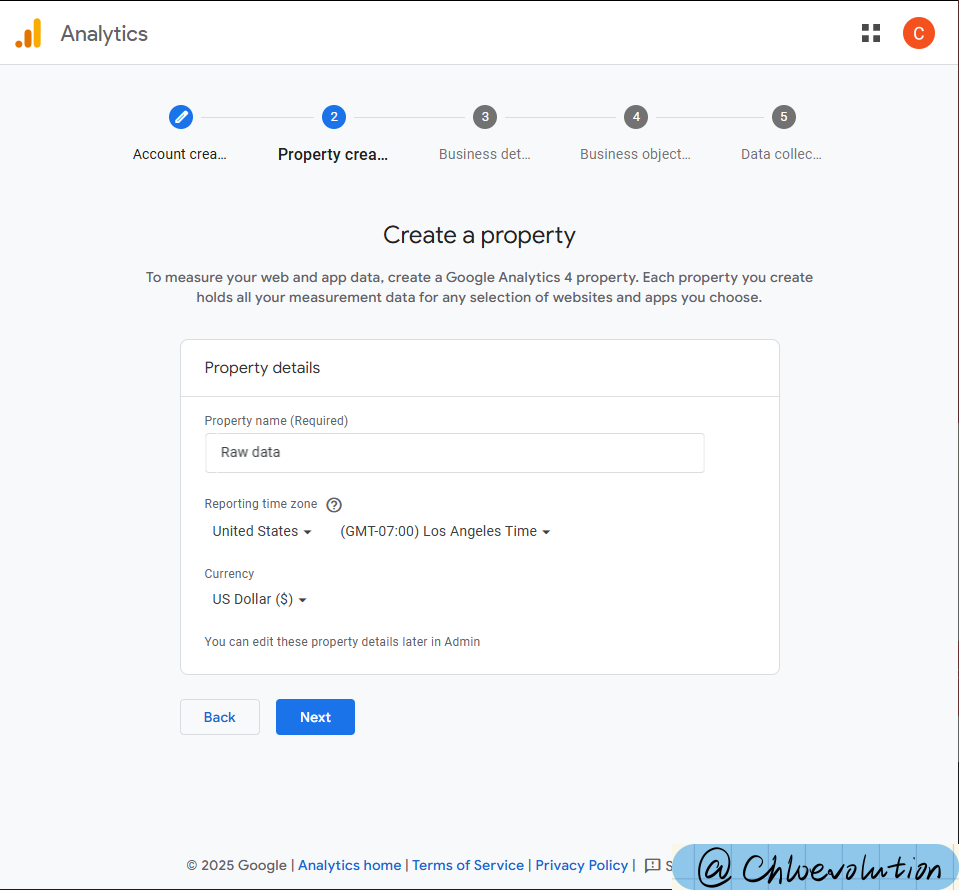 Analytics
C
2 3 4 5
Account crea... Property crea... Business det... Business object... Data collec...
Create a property
To measure your web and app data, create a Google Analytics 4 property. Each property you create
holds all your measurement data for any selection of websites and apps you choose.
Property details
Property name (Required)
Raw data
Reporting time zone ?
United States (GMT-07:00) Los Angeles Time
Currency
US Dollar ($)
You can edit these property details later in Admin
Back Next
© 2025 Google | Analytics home | Terms of Service | Privacy Policy |
@ Chloevolution